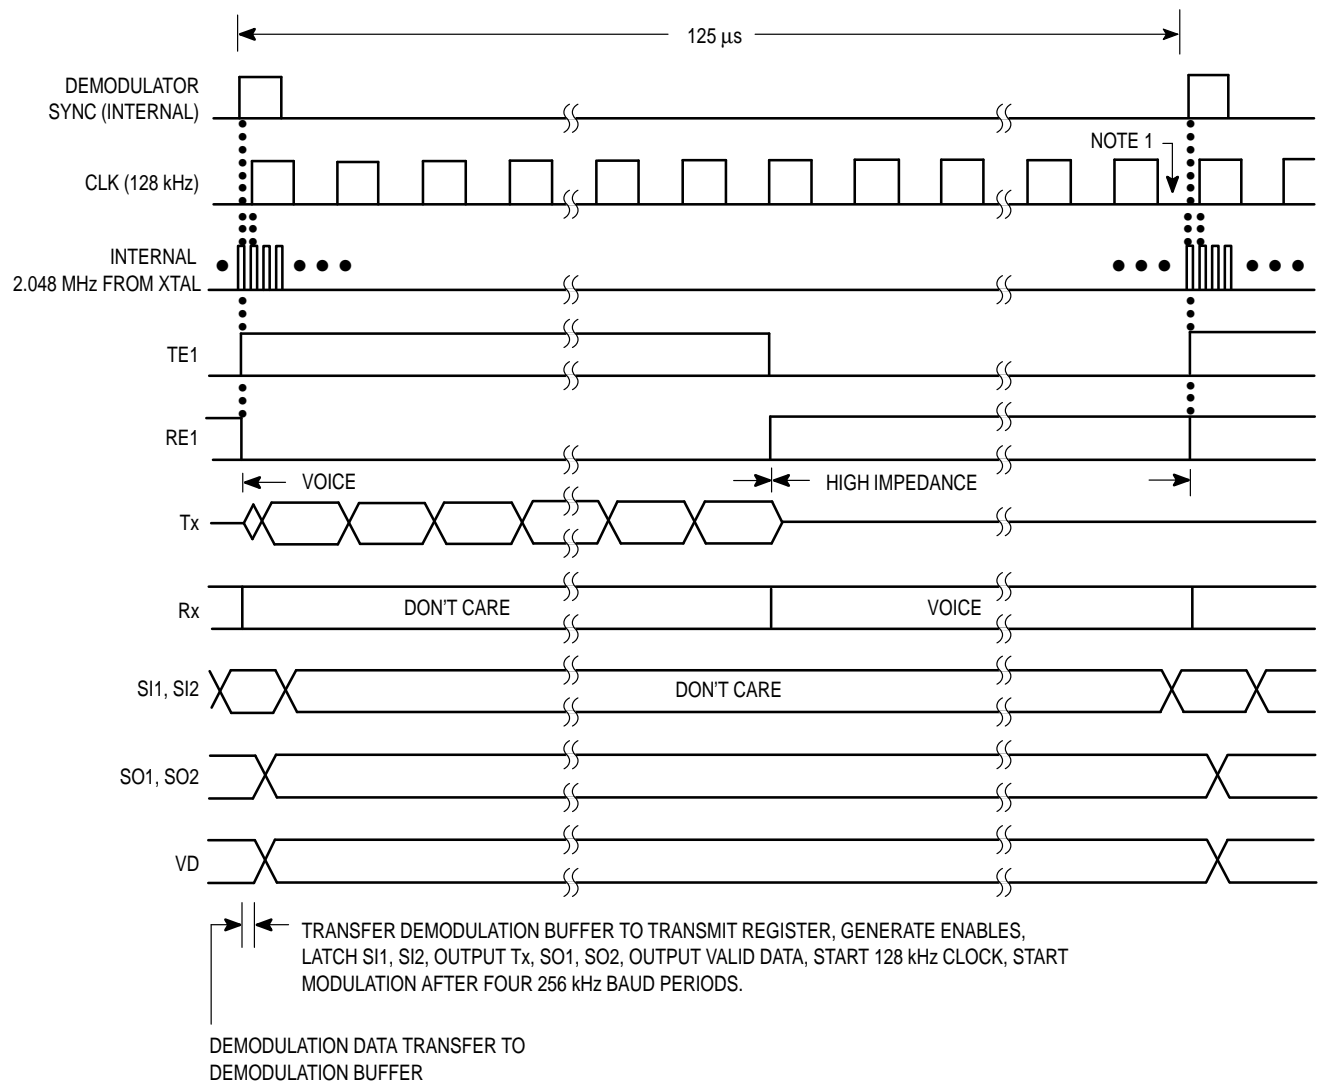 125 μs
DEMODULATOR
SYNC (INTERNAL)
NOTE 1
CLK (128 kHz)
INTERNAL
2.048 MHz FROM XTAL
TE1
RE1
VOICE
HIGH IMPEDANCE
Tx
Rx
DON'T CARE
VOICE
SI1, SI2
DON'T CARE
SO1, SO2
VD
TRANSFER DEMODULATION BUFFER TO TRANSMIT REGISTER, GENERATE ENABLES,
LATCH SI1, SI2, OUTPUT Tx, SO1, SO2, OUTPUT VALID DATA, START 128 kHz CLOCK, START
MODULATION AFTER FOUR 256 kHz BAUD PERIODS.
DEMODULATION DATA TRANSFER TO
DEMODULATION BUFFER